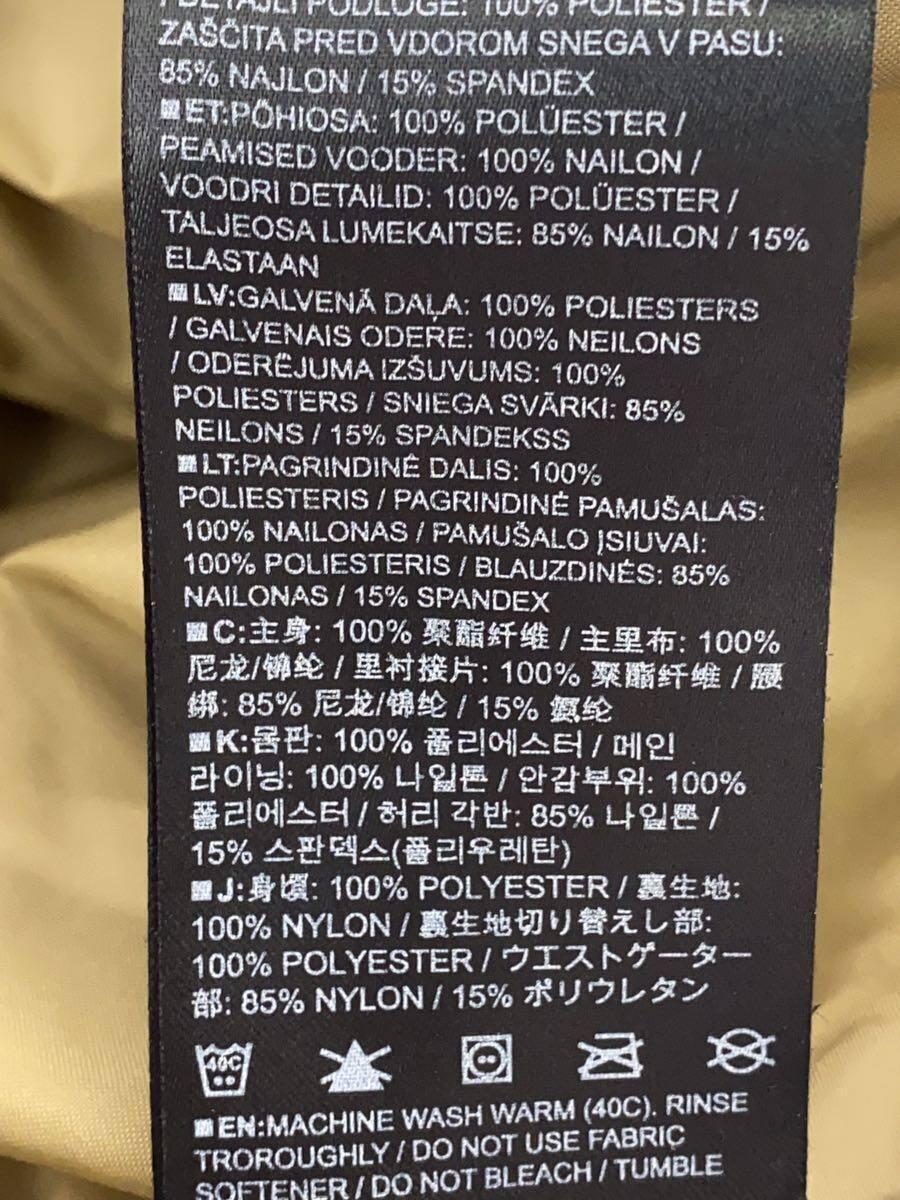 / DETAJLI PODLOGE: 100% POLIESTER /
ZAŠČITA PRED VDOROM SNEGA V PASU:
85% NAJLON / 15% SPANDEX
ET:PÕHIOSA: 100% POLÜESTER /
PEAMISED VOODER: 100% NAILON /
VOODRI DETAILID: 100% POLÜESTER /
TALJEOSA LUMEKAITSE: 85% NAILON / 15%
ELASTAAN
LV:GALVENĀ DAĻA: 100% POLIESTERS
/ GALVENAIS ODERE: 100% NEILONS
/ ODERĒJUMA IZŠUVUMS: 100%
POLIESTERS / SNIEGA SVĀRKI: 85%
NEILONS / 15% SPANDEKSS
LT:PAGRINDINĖ DALIS: 100%
POLIESTERIS / PAGRINDINĖ PAMUŠALAS:
100% NAILONAS / PAMUŠALO ĮSIUVAI:
100% POLIESTERIS / BLAUZDINĖS: 85%
NAILONAS / 15% SPANDEX
C:主身: 100% 聚酯纤维 / 主里布: 100%
尼龙/锦纶 / 里衬接片: 100% 聚酯纤维 / 腰
绑: 85% 尼龙/锦纶 / 15% 氨纶
K:몸판: 100% 폴리에스터 / 메인
라이닝: 100% 나일론 / 안감부위: 100%
폴리에스터 / 허리 각반: 85% 나일론 /
15% 스판덱스(폴리우레탄)
J:身頃: 100% POLYESTER / 裏生地:
100% NYLON / 裏生地切り替えし部:
100% POLYESTER / ウエストゲーター
部: 85% NYLON / 15% ポリウレタン
40C
EN:MACHINE WASH WARM (40C). RINSE
TROROUGHLY / DO NOT USE FABRIC
SOFTENER / DO NOT BLEACH / TUMBLE